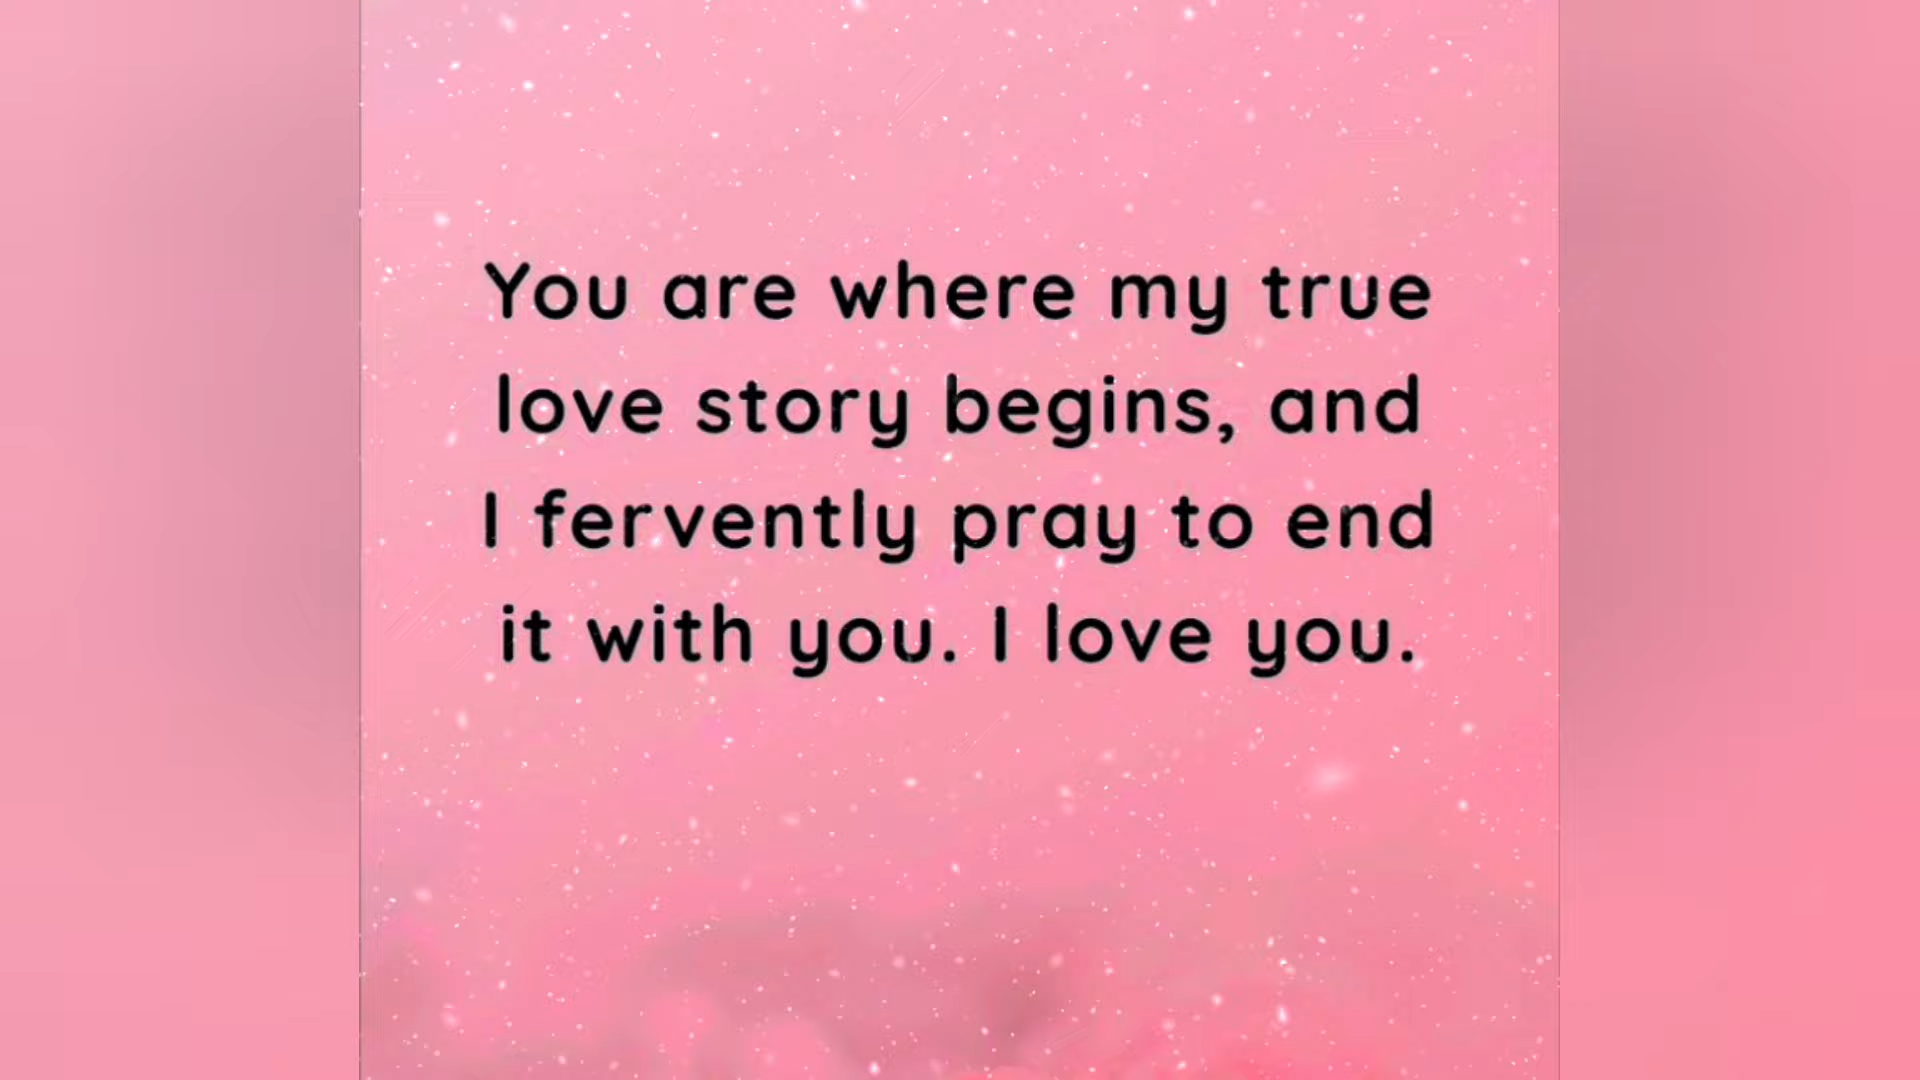 You are where my true
love story begins, and
I fervently pray to end
it with you. I love you.